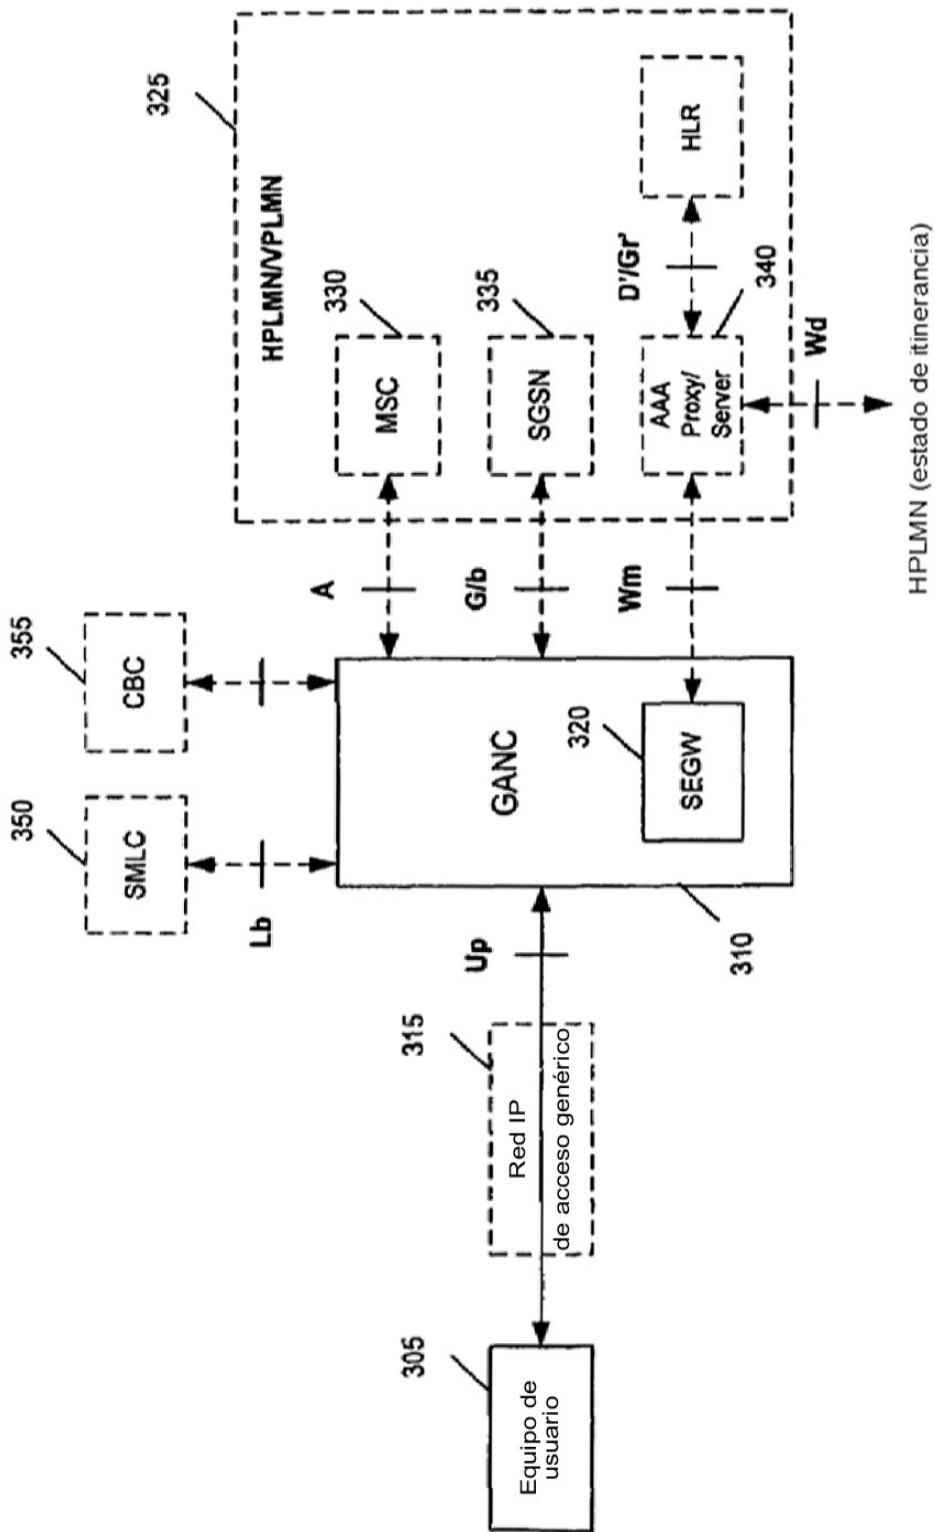 325
HPLMN/VPLMN
330
MSC
335
SGSN
D'/Gr'
HLR
340
AAA
Proxy/
Server
Wd
HPLMN (estado de itinerancia)
A
G/b
Wm
355
CBC
350
SMLC
Lb
GANC
320
SEGW
310
Up
315
Red IP
de acceso genérico
305
Equipo de
usuario